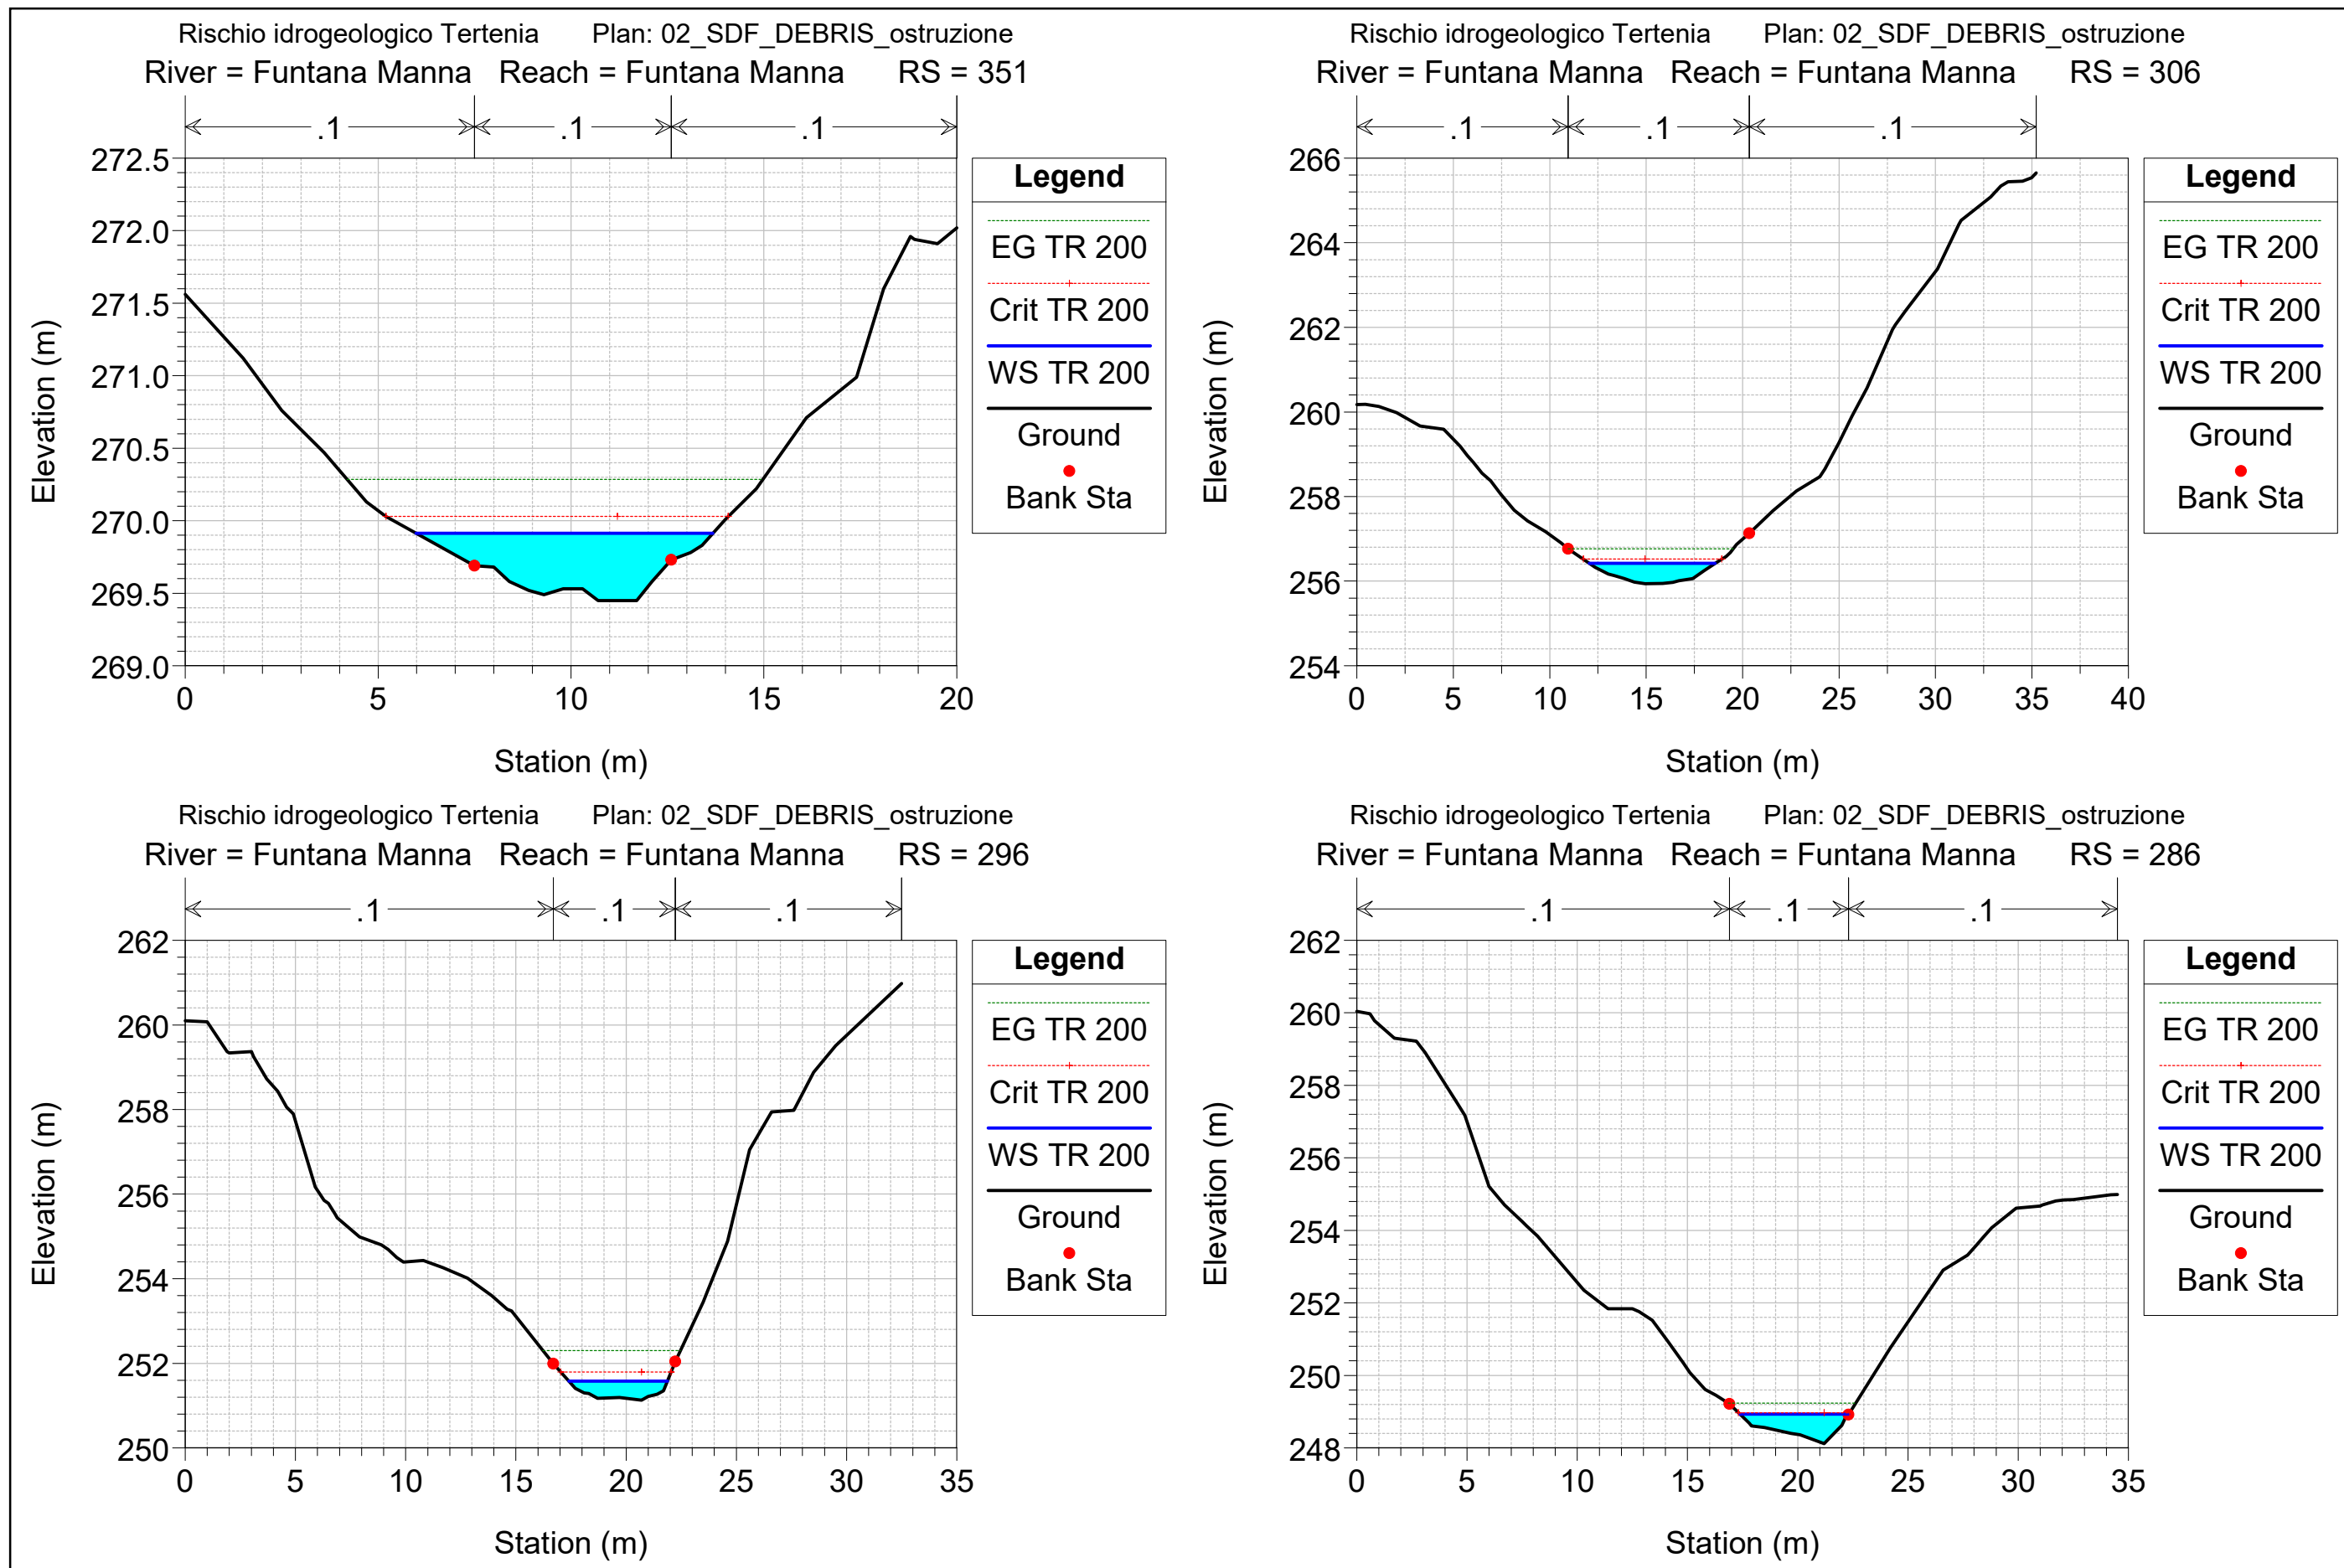 Rischio idrogeologico Tertenia Plan: 02_SDF_DEBRIS_ostruzione
River = Funtana Manna Reach = Funtana Manna RS = 351
.1 .1 .1
272.5
272.0
271.5
271.0
270.5
270.0
269.5
269.0
0 5 10 15 20
Elevation (m)
Station (m)
Legend
EG TR 200
Crit TR 200
WS TR 200
Ground
Bank Sta
Rischio idrogeologico Tertenia Plan: 02_SDF_DEBRIS_ostruzione
River = Funtana Manna Reach = Funtana Manna RS = 306
.1 .1 .1
266
264
262
260
258
256
254
0 5 10 15 20 25 30 35 40
Elevation (m)
Station (m)
Legend
EG TR 200
Crit TR 200
WS TR 200
Ground
Bank Sta
Rischio idrogeologico Tertenia Plan: 02_SDF_DEBRIS_ostruzione
River = Funtana Manna Reach = Funtana Manna RS = 296
.1 .1 .1
262
260
258
256
254
252
250
0 5 10 15 20 25 30 35
Elevation (m)
Station (m)
Legend
EG TR 200
Crit TR 200
WS TR 200
Ground
Bank Sta
Rischio idrogeologico Tertenia Plan: 02_SDF_DEBRIS_ostruzione
River = Funtana Manna Reach = Funtana Manna RS = 286
.1 .1 .1
262
260
258
256
254
252
250
248
0 5 10 15 20 25 30 35
Elevation (m)
Station (m)
Legend
EG TR 200
Crit TR 200
WS TR 200
Ground
Bank Sta